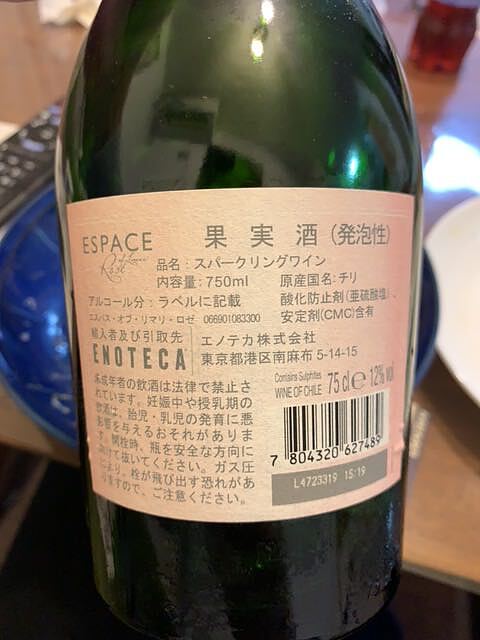 ESPACE
果実酒(発泡性)
品名:スパークリングワイン
内容量:750ml 原産国名:チリ
アルコール分:ラベルに記載 酸化防止剤(亜硫酸塩)、
エスパス・オブ・リマリ・ロゼ 066901083300 安定剤(CMC)含有
輸入者及び引取先 エノテカ株式会社
ENOTECA 東京都港区南麻布 5-14-15
Contains Sulphites
WINE OF CHILE 75 cl ℮ 12% vol
未成年者の飲酒は法律で禁止さ
れています。妊娠中や授乳期の
飲酒は、胎児・乳児の発育に悪
影響を与えるおそれがありま
す。開栓時、瓶を安全な方向に
向けて抜いてください。ガス圧
により、栓が飛び出す恐れがあ
りますので、ご注意ください。
7 804320 627489
L4723319 15:19